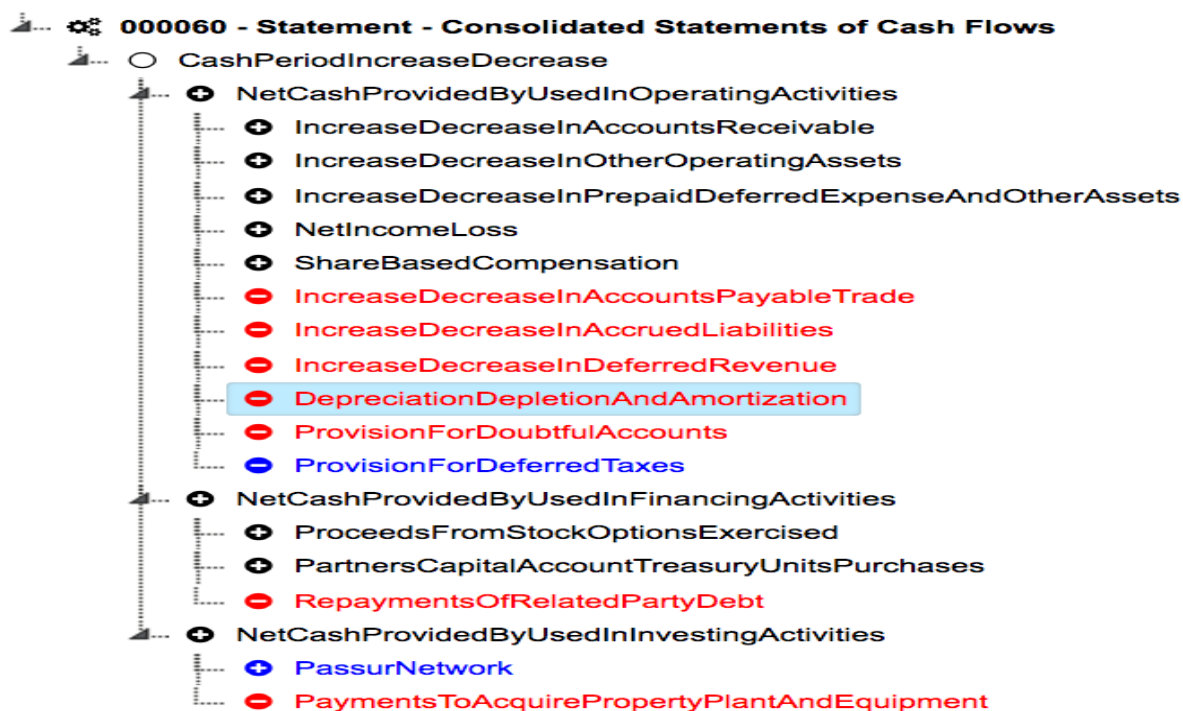 000060 - Statement - Consolidated Statements of Cash Flows
CashPeriodIncreaseDecrease
NetCashProvidedByUsedInOperatingActivities
IncreaseDecreaseInAccountsReceivable
IncreaseDecreaseInOtherOperatingAssets
IncreaseDecreaseInPrepaidDeferredExpenseAndOtherAssets
NetIncomeLoss
ShareBasedCompensation
IncreaseDecreaseInAccountsPayableTrade
IncreaseDecreaseInAccruedLiabilities
IncreaseDecreaseInDeferredRevenue
DepreciationDepletionAndAmortization
ProvisionForDoubtfulAccounts
ProvisionForDeferredTaxes
NetCashProvidedByUsedInFinancingActivities
ProceedsFromStockOptionsExercised
PartnersCapitalAccountTreasuryUnitsPurchases
RepaymentsOfRelatedPartyDebt
NetCashProvidedByUsedInInvestingActivities
PassurNetwork
PaymentsToAcquirePropertyPlantAndEquipment